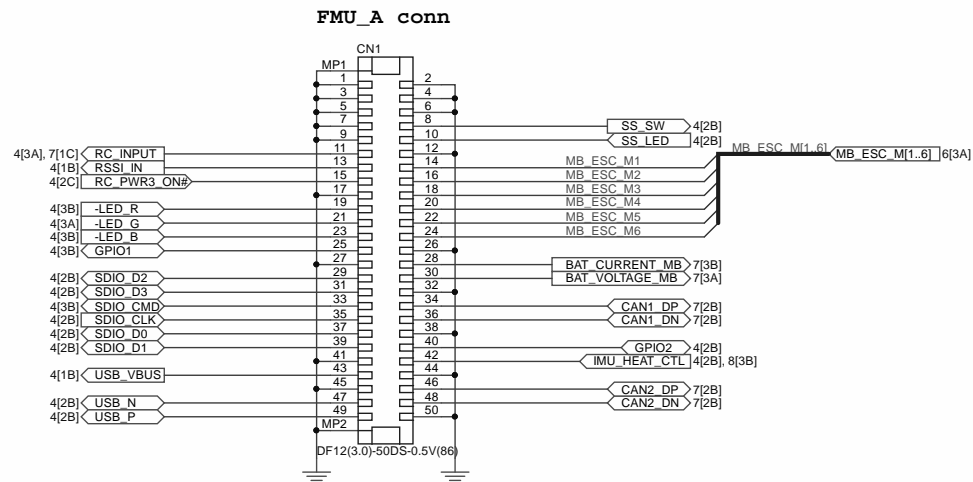 FMU_A conn
CN1
MP1
1 2
3 4
5 6
7 8 SS_SW 4[2B]
9 10 SS_LED 4[2B]
4[3A], 7[1C] RC_INPUT 11 12 MB_ESC_M[1..6] MB_ESC_M[1..6] 6[3A]
4[1B] RSSI_IN 13 14 MB_ESC_M1
4[2C] RC_PWR3_ON# 15 16 MB_ESC_M2
17 18 MB_ESC_M3
4[3B] -LED_R 19 20 MB_ESC_M4
4[3A] -LED_G 21 22 MB_ESC_M5
4[3B] -LED_B 23 24 MB_ESC_M6
4[3B] GPIO1 25 26
27 28 BAT_CURRENT_MB 7[3B]
4[2B] SDIO_D2 29 30 BAT_VOLTAGE_MB 7[3A]
4[2B] SDIO_D3 31 32
4[3B] SDIO_CMD 33 34 CAN1_DP 7[2B]
4[2B] SDIO_CLK 35 36 CAN1_DN 7[2B]
4[2B] SDIO_D0 37 38
4[2B] SDIO_D1 39 40 GPIO2 4[2B]
41 42 IMU_HEAT_CTL 4[2B], 8[3B]
4[1B] USB_VBUS 43 44
45 46 CAN2_DP 7[2B]
4[2B] USB_N 47 48 CAN2_DN 7[2B]
4[2B] USB_P 49 50
MP2
DF12(3.0)-50DS-0.5V(86)